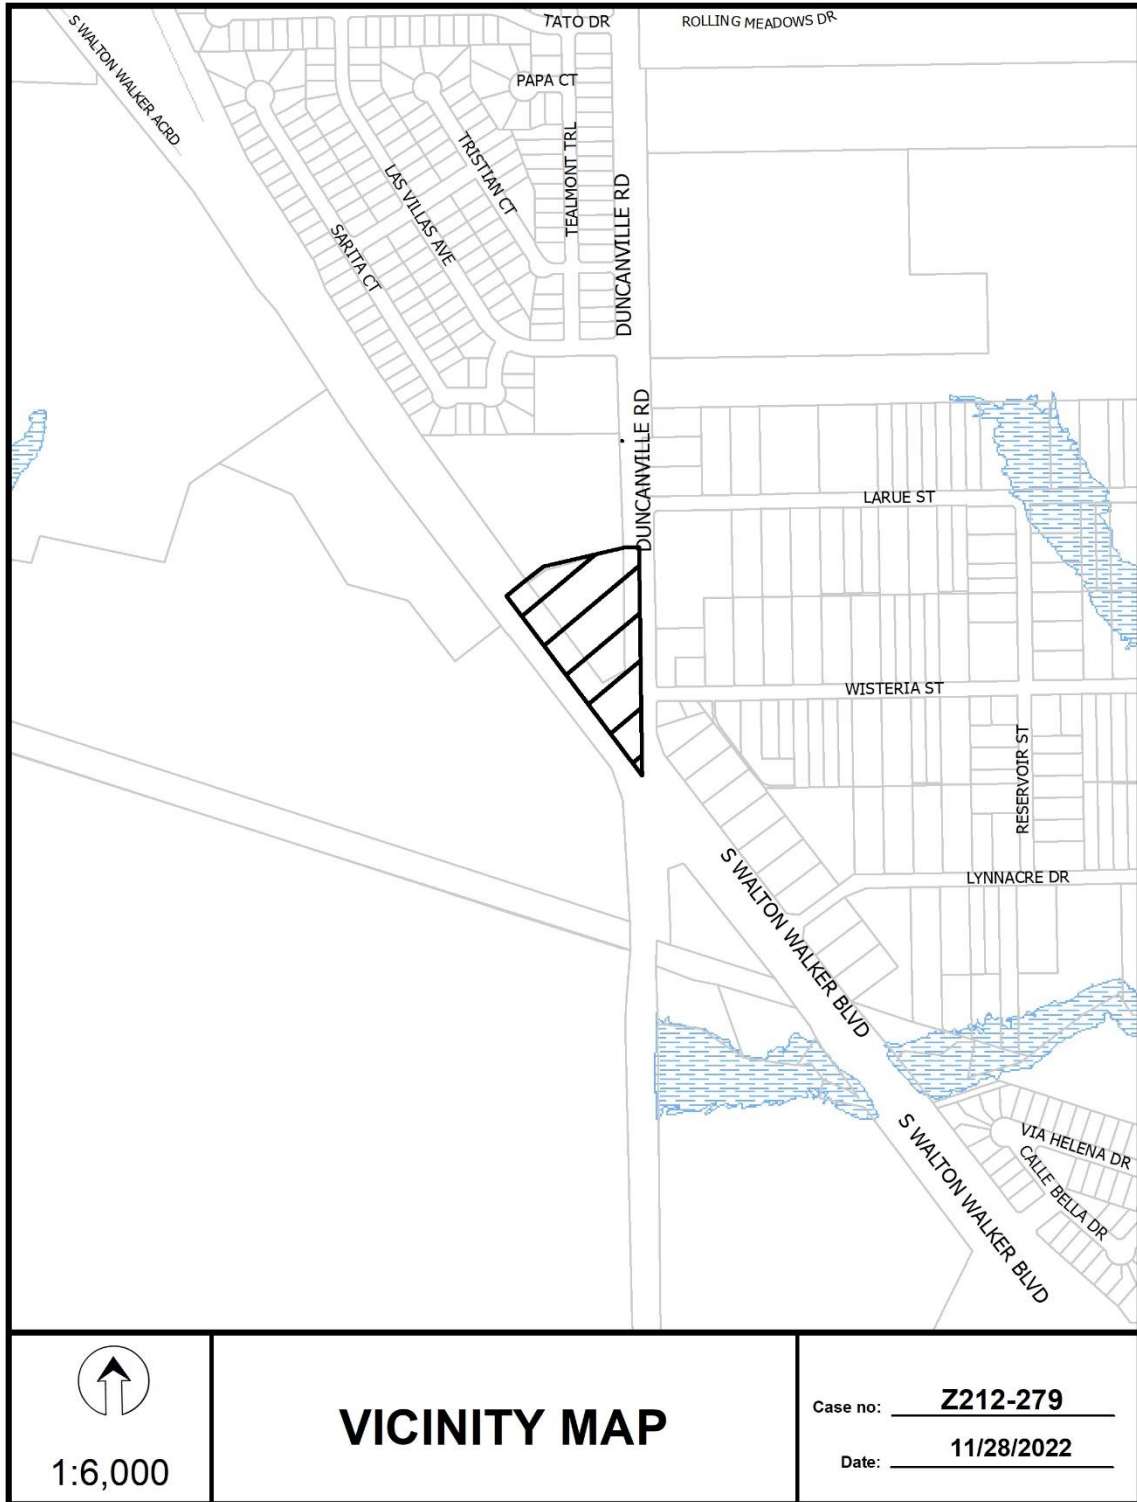 TATO DR
ROLLING MEADOWS DR
S WALTON WALKER ACRD
PAPA CT
TEALMONT TRL
TRISTIAN CT
LAS VILLAS AVE
SARITA CT
DUNCANVILLE RD
DUNCANVILLE RD
LARUE ST
WISTERIA ST
RESERVOIR ST
LYNNACRE DR
S WALTON WALKER BLVD
S WALTON WALKER BLVD
VIA HELENA DR
CALLE BELLA DR
1:6,000
VICINITY MAP
Case no: Z212-279
Date: 11/28/2022